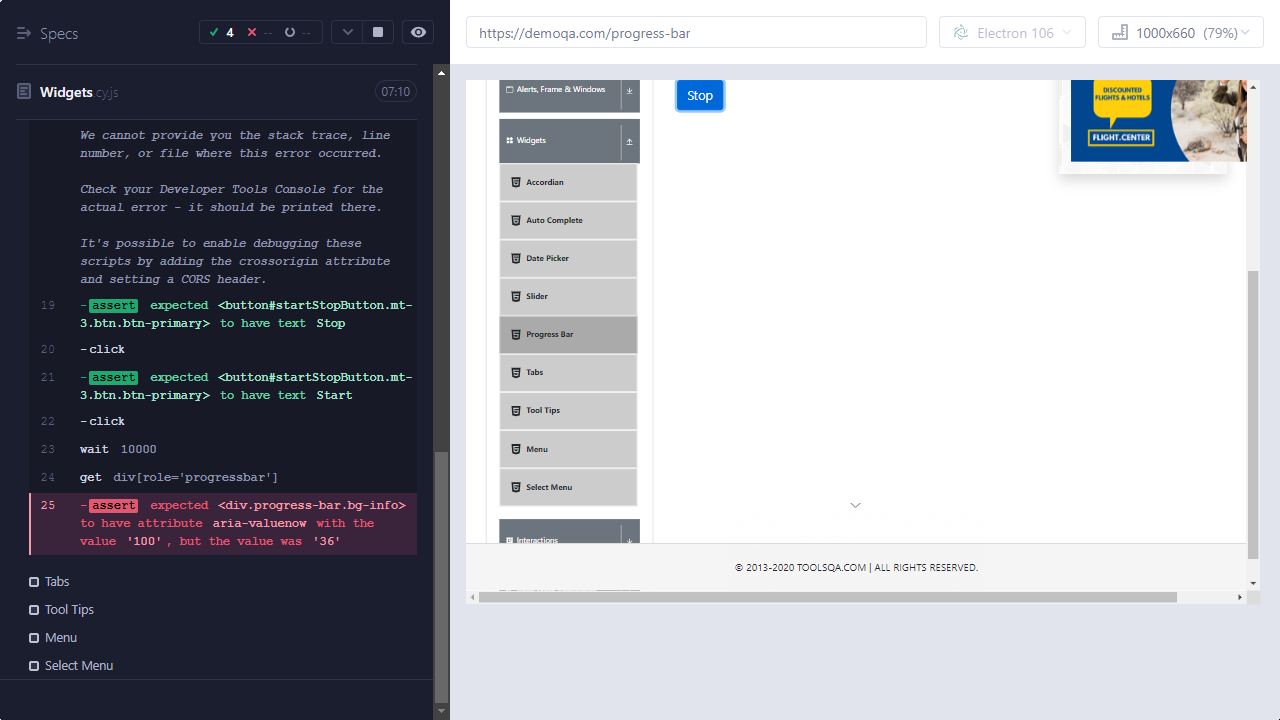 Specs
4
--
--
Widgets.cy.js
07:10
We cannot provide you the stack trace, line
number, or file where this error occurred.
Check your Developer Tools Console for the
actual error - it should be printed there.
It's possible to enable debugging these
scripts by adding the crossorigin attribute
and setting a CORS header.
19 -assert expected <button#startStopButton.mt-
3.btn.btn-primary> to have text Stop
20 -click
21 -assert expected <button#startStopButton.mt-
3.btn.btn-primary> to have text Start
22 -click
23 wait 10000
24 get div[role='progressbar']
25 -assert expected <div.progress-bar.bg-info>
to have attribute aria-valuenow with the
value '100', but the value was '36'
Tabs
Tool Tips
Menu
Select Menu
https://demoqa.com/progress-bar
Electron 106
1000x660 (79%)
Alerts, Frame & Windows
Widgets
Accordian
Auto Complete
Date Picker
Slider
Progress Bar
Tabs
Tool Tips
Menu
Select Menu
Interactions
Stop
DISCOUNTED
FLIGHTS & HOTELS
FLIGHT.CENTER
© 2013-2020 TOOLSQA.COM | ALL RIGHTS RESERVED.